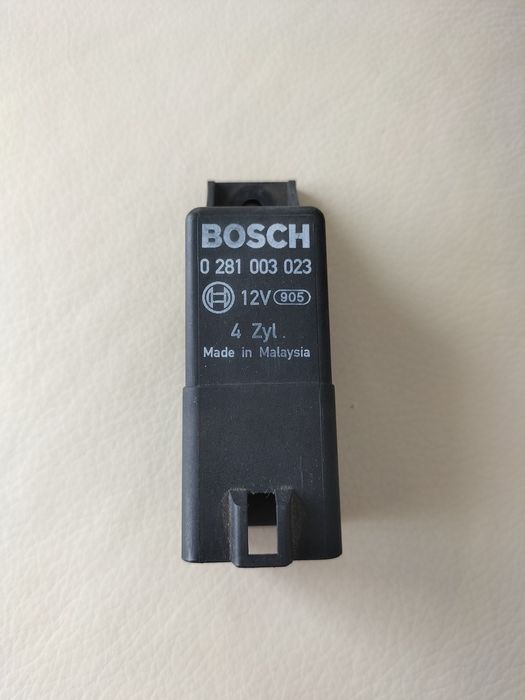 BOSCH
0 281 003 023
12V 905
4 Zyl.
Made in Malaysia